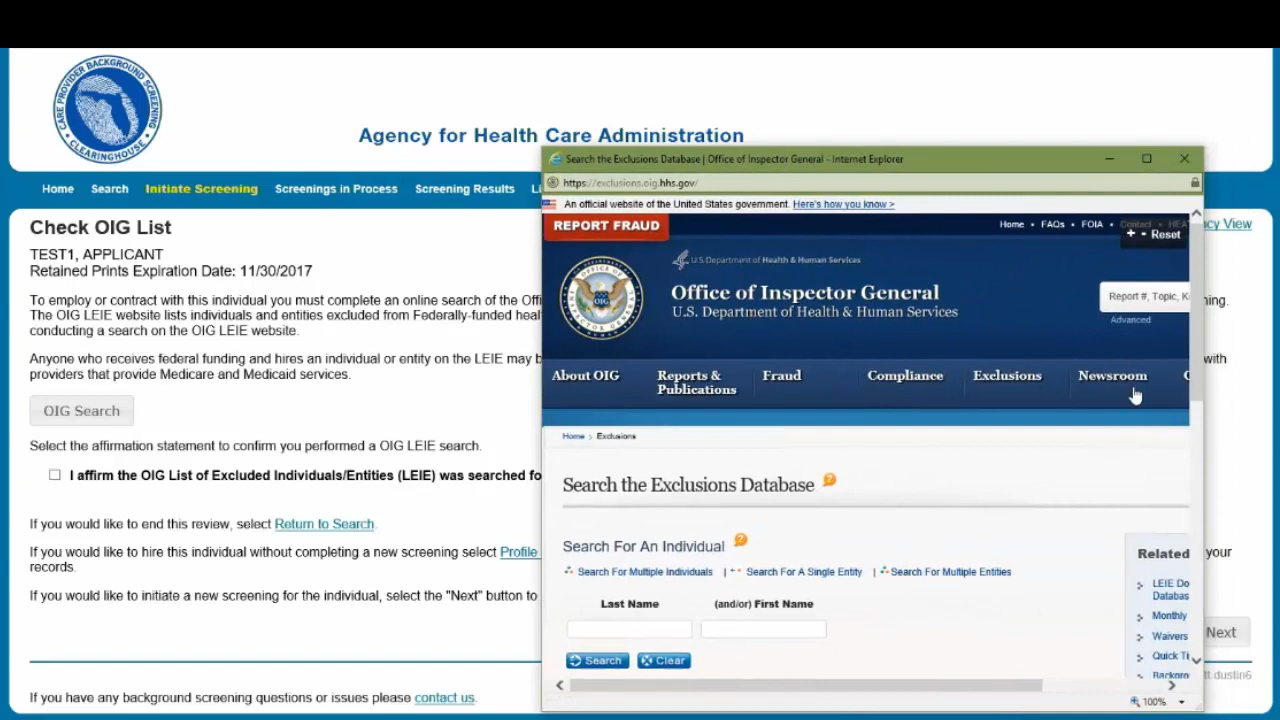 CARE PROVIDER BACKGROUND SCREENING
CLEARINGHOUSE
Agency for Health Care Administration
Home Search Initiate Screening Screenings in Process Screening Results
Check OIG List
TEST1, APPLICANT
Retained Prints Expiration Date: 11/30/2017
To employ or contract with this individual you must complete an online search of the
The OIG LEIE website lists individuals and entities excluded from Federally-funded
conducting a search on the OIG LEIE website.
Anyone who receives federal funding and hires an individual or entity on the LEIE may
with
providers that provide Medicare and Medicaid services.
OIG Search
Select the affirmation statement to confirm you performed a OIG LEIE search.
I affirm the OIG List of Excluded Individuals/Entities (LEIE) was searched
If you would like to end this review, select Return to Search.
If you would like to hire this individual without completing a new screening select Profile
your
records.
If you would like to initiate a new screening for the individual, select the "Next" button to
Next
If you have any background screening questions or issues please contact us.
View
Search the Exclusions Database | Office of Inspector General - Internet Explorer
https://exclusions.oig.hhs.gov/
An official website of the United States government. Here's how you know >
REPORT FRAUD
Home • FAQs • FOIA • Contact •
+ - Reset
U.S. Department of Health & Human Services
Office of Inspector General
U.S. Department of Health & Human Services
OIG
Report #, Topic,
Advanced
About OIG Reports & Publications Fraud Compliance Exclusions Newsroom
Home > Exclusions
Search the Exclusions Database
Search For An Individual
Search For Multiple Individuals | Search For A Single Entity | Search For Multiple Entities
Last Name (and/or) First Name
Search Clear
Related
LEIE
Monthly
Waivers
Quick
100%